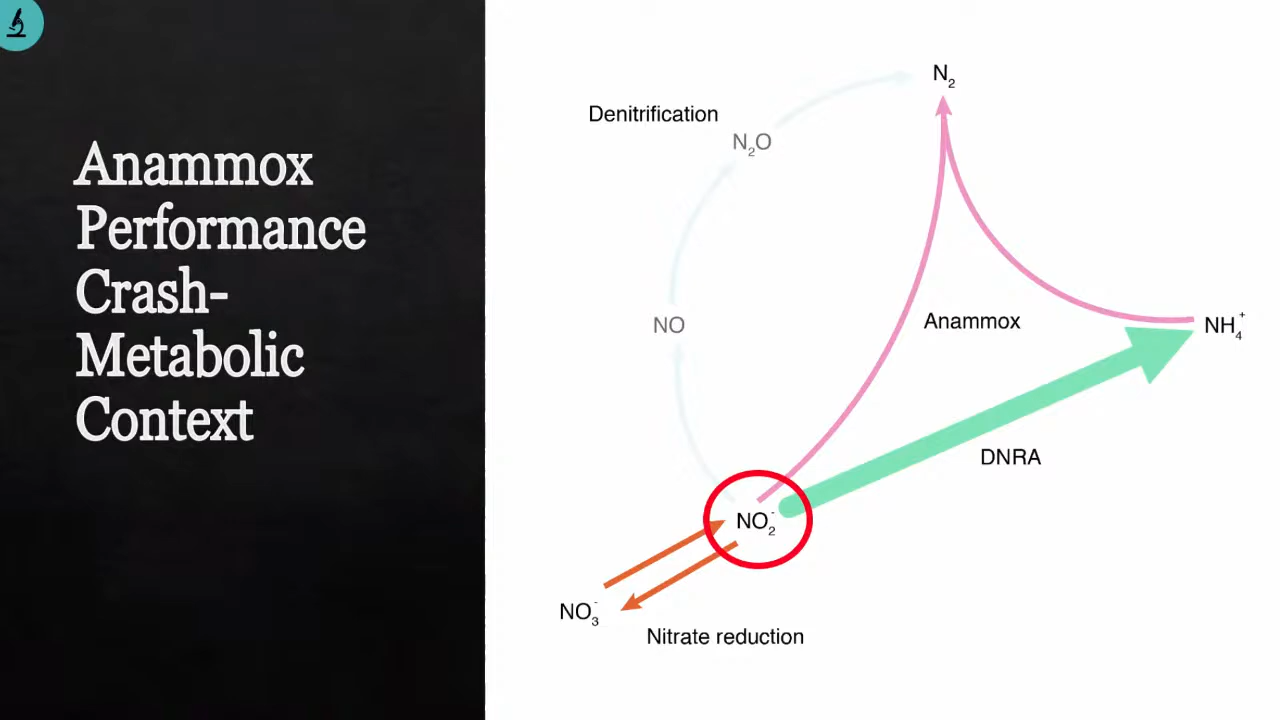 Anammox
Performance
Crash-
Metabolic
Context
N₂
Denitrification
N₂O
NO
Anammox
NH₄⁺
DNRA
NO₂⁻
NO₃⁻
Nitrate reduction